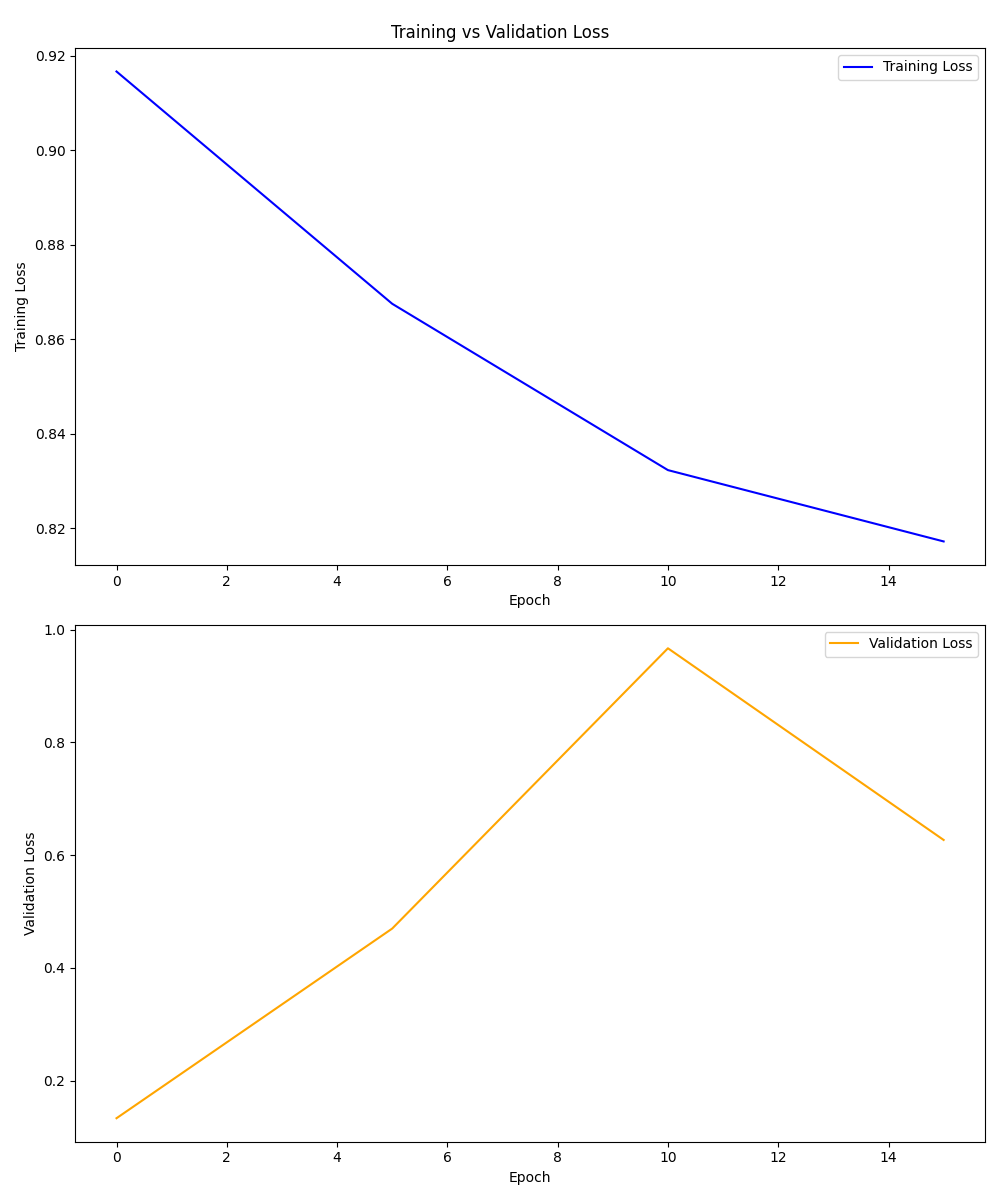 Training vs Validation Loss
Training Loss
0.92
0.90
0.88
0.86
0.84
0.82
Training Loss
0 2 4 6 8 10 12 14
Epoch
Validation Loss
1.0
0.8
0.6
0.4
0.2
Validation Loss
0 2 4 6 8 10 12 14
Epoch